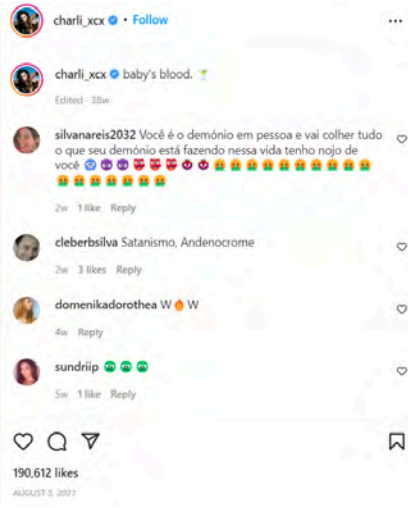 charli_xcx • Follow
charli_xcx baby's blood. 🍸
Edited · 38w
silvanareis2032 Você é o demónio em pessoa e vai colher tudo
o que seu demónio está fazendo nessa vida tenho nojo de
você
2w 1 like Reply
cleberbsilva Satanismo, Andenocrome
2w 3 likes Reply
domenikadorothea W🔥W
4w Reply
sundriip 🤮🤮🤮
5w 1 like Reply
190,612 likes
AUGUST 5, 2021